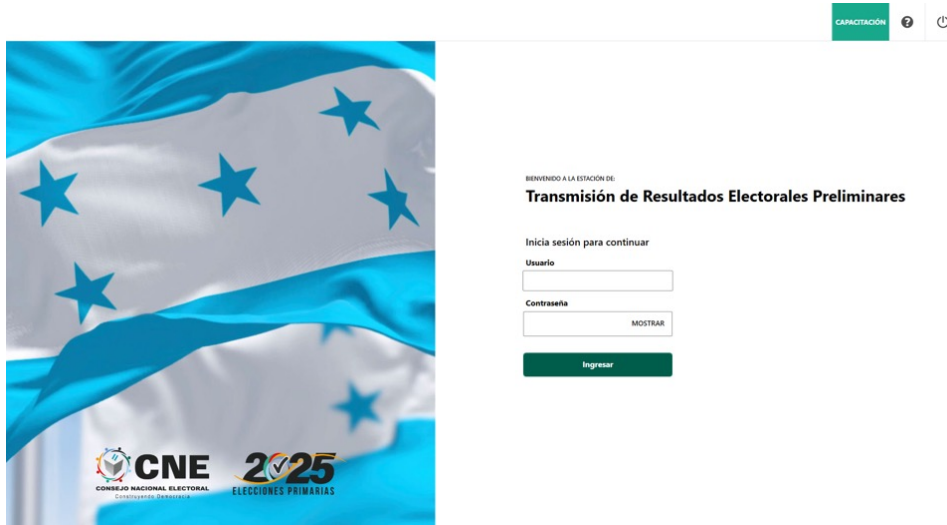 CAPACITACIÓN
BIENVENIDO A LA ESTACIÓN DE:
Transmisión de Resultados Electorales Preliminares
Inicia sesión para continuar
Usuario
Contraseña
MOSTRAR
Ingresar
CNE
CONSEJO NACIONAL ELECTORAL
Construyendo Democracia
2025
ELECCIONES PRIMARIAS